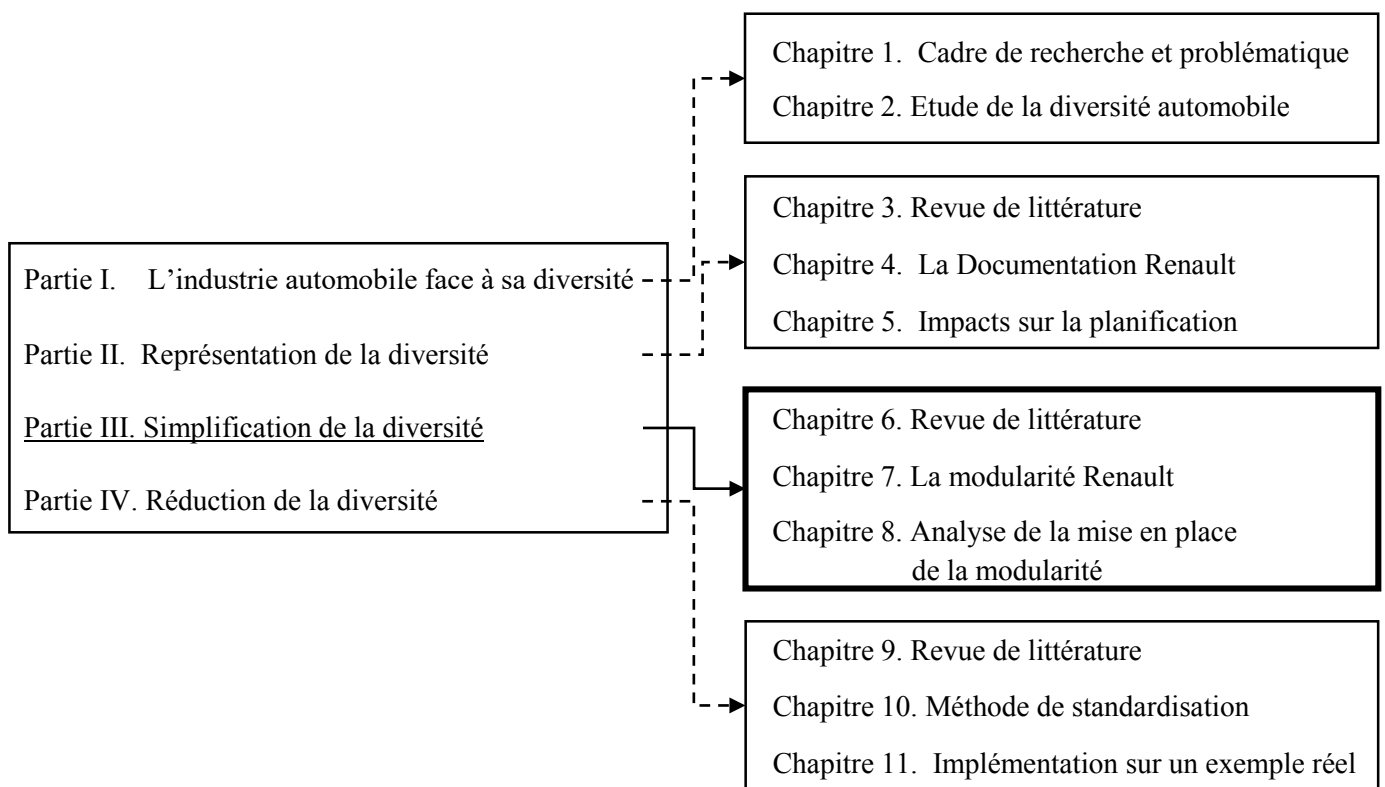 Partie I. L’industrie automobile face à sa diversité
Partie II. Représentation de la diversité
Partie III. Simplification de la diversité
Partie IV. Réduction de la diversité
Chapitre 1. Cadre de recherche et problématique
Chapitre 2. Etude de la diversité automobile
Chapitre 3. Revue de littérature
Chapitre 4. La Documentation Renault
Chapitre 5. Impacts sur la planification
Chapitre 6. Revue de littérature
Chapitre 7. La modularité Renault
Chapitre 8. Analyse de la mise en place
de la modularité
Chapitre 9. Revue de littérature
Chapitre 10. Méthode de standardisation
Chapitre 11. Implémentation sur un exemple réel